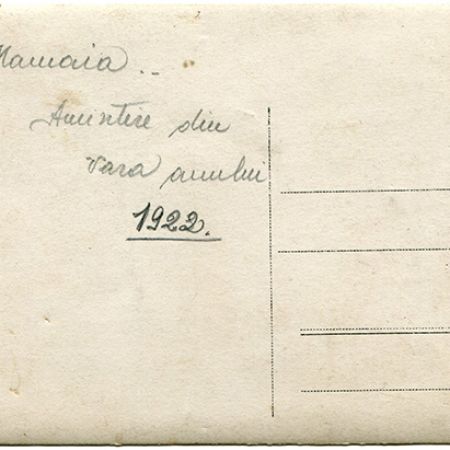 Mamaia..
Amintire din
vara anului
1922.